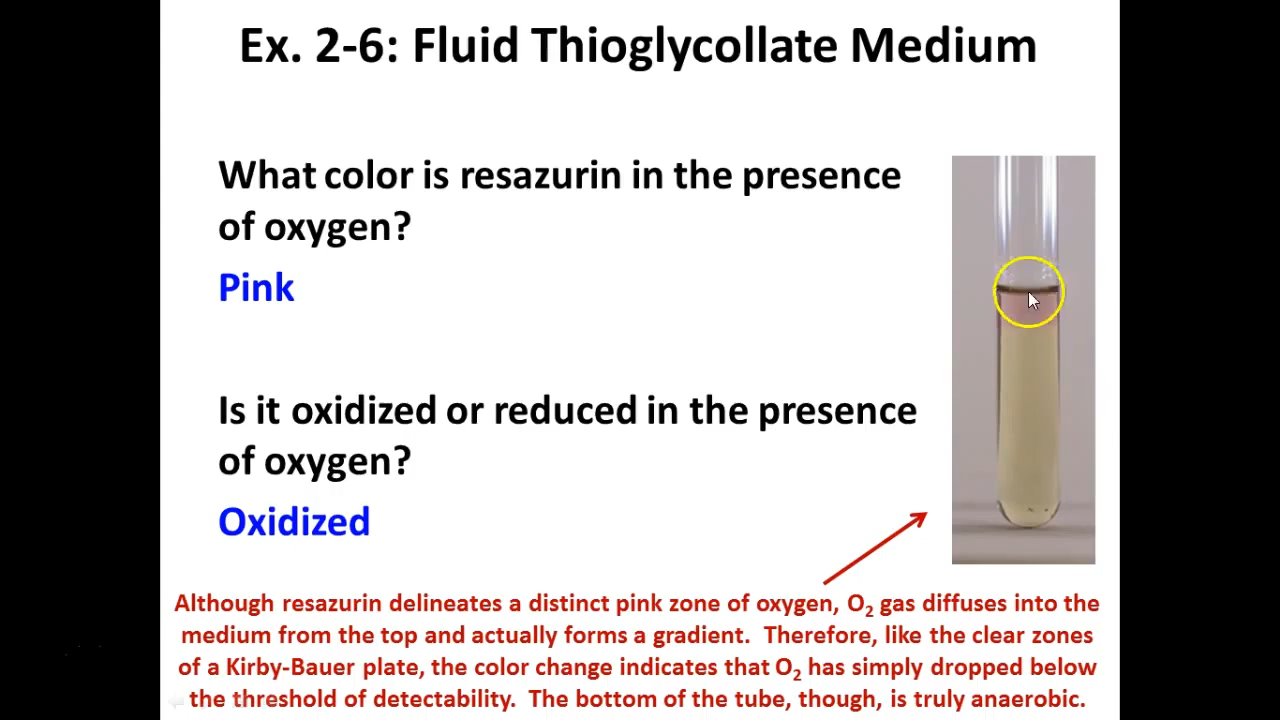 Ex. 2-6: Fluid Thioglycollate Medium
What color is resazurin in the presence
of oxygen?
Pink
Is it oxidized or reduced in the presence
of oxygen?
Oxidized
Although resazurin delineates a distinct pink zone of oxygen, O₂ gas diffuses into the
medium from the top and actually forms a gradient.  Therefore, like the clear zones
of a Kirby-Bauer plate, the color change indicates that O₂ has simply dropped below
the threshold of detectability.  The bottom of the tube, though, is truly anaerobic.